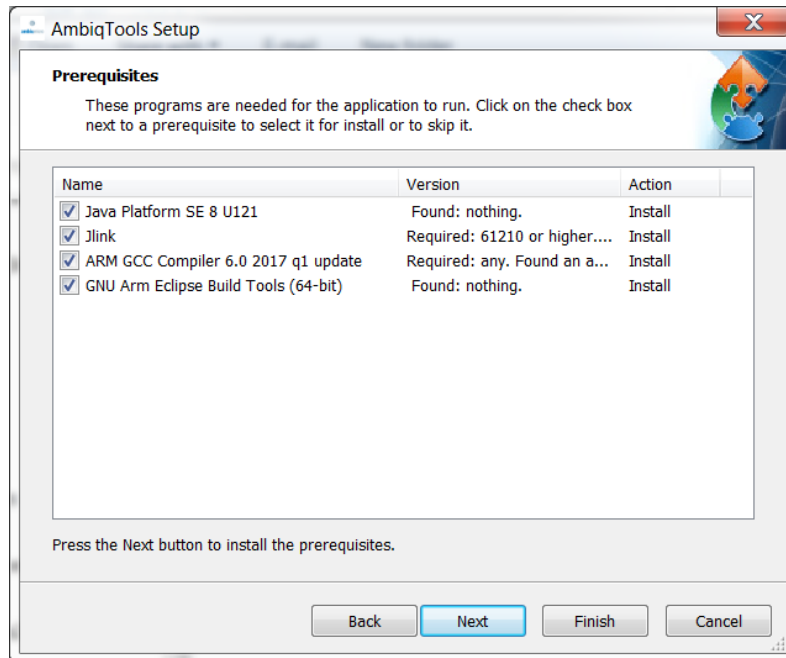 AmbiqTools Setup
Prerequisites
These programs are needed for the application to run. Click on the check box
next to a prerequisite to select it for install or to skip it.
Name Version Action
Java Platform SE 8 U121 Found: nothing. Install
Jlink Required: 61210 or higher.... Install
ARM GCC Compiler 6.0 2017 q1 update Required: any. Found an a... Install
GNU Arm Eclipse Build Tools (64-bit) Found: nothing. Install
Press the Next button to install the prerequisites.
Back Next Finish Cancel